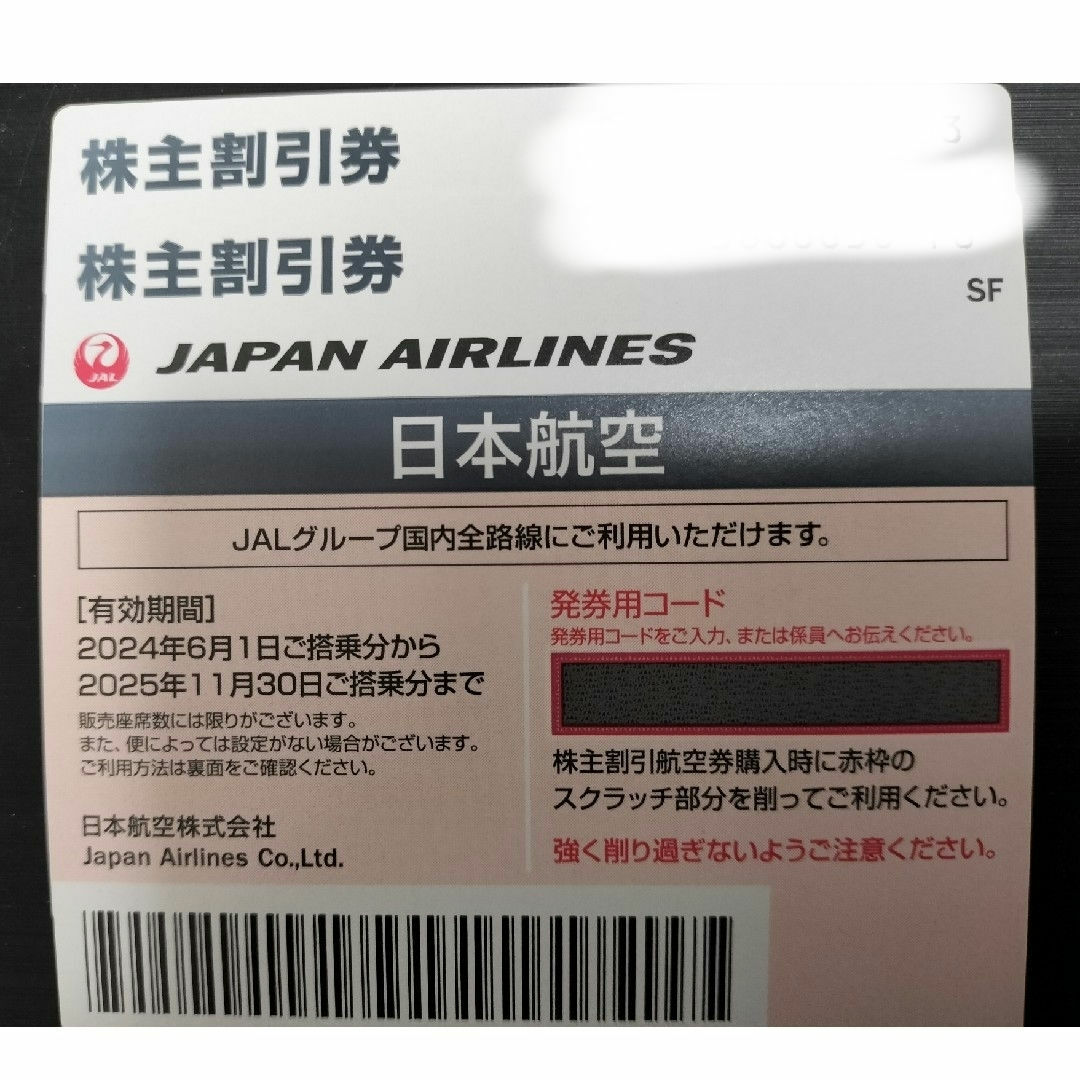 株主割引券
株主割引券
SF
JAL
JAPAN AIRLINES
日本航空
JALグループ国内全路線にご利用いただけます。
[有効期間]
2024年6月1日ご搭乗分から
2025年11月30日ご搭乗分まで
販売座席数には限りがございます。
また、便によっては設定がない場合がございます。
ご利用方法は裏面をご確認ください。
日本航空株式会社
Japan Airlines Co.,Ltd.
発券用コード
発券用コードをご入力、または係員へお伝えください。
株主割引航空券購入時に赤枠の
スクラッチ部分を削ってご利用ください。
強く削り過ぎないようご注意ください。